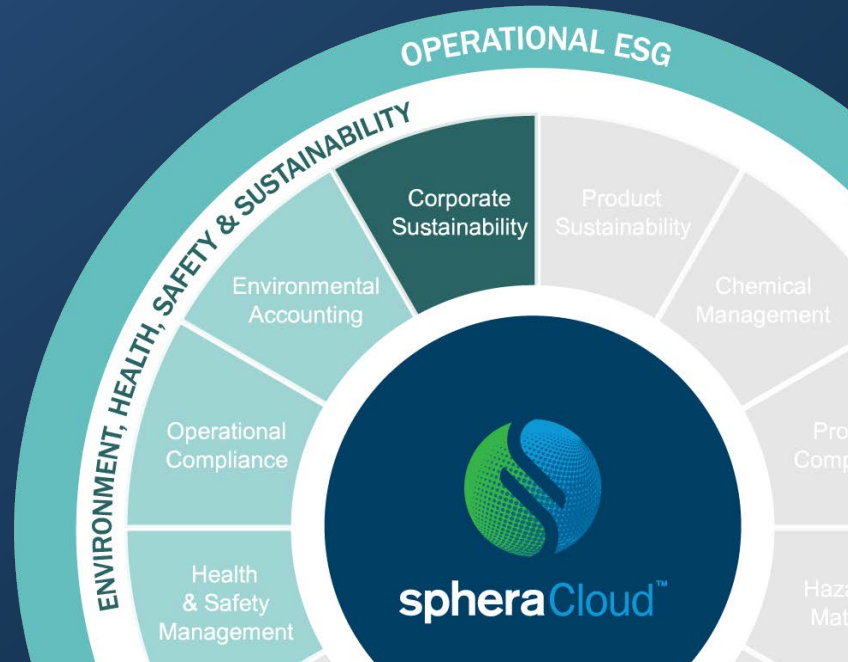 OPERATIONAL ESG
ENVIRONMENT, HEALTH, SAFETY & SUSTAINABILITY
Corporate
Sustainability
Product
Sustainability
Environmental
Accounting
Chemical
Management
Operational
Compliance
Health
& Safety
Management
spheraCloud™